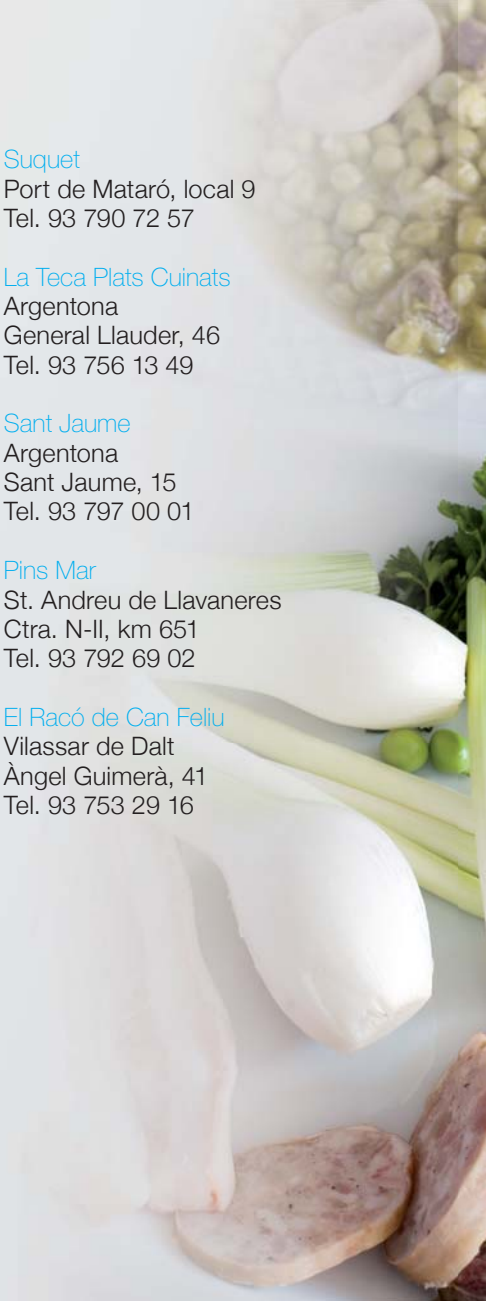 Suquet
Port de Mataró, local 9
Tel. 93 790 72 57
La Teca Plats Cuinats
Argentona
General Llauder, 46
Tel. 93 756 13 49
Sant Jaume
Argentona
Sant Jaume, 15
Tel. 93 797 00 01
Pins Mar
St. Andreu de Llavaneres
Ctra. N-II, km 651
Tel. 93 792 69 02
El Racó de Can Feliu
Vilassar de Dalt
Àngel Guimerà, 41
Tel. 93 753 29 16